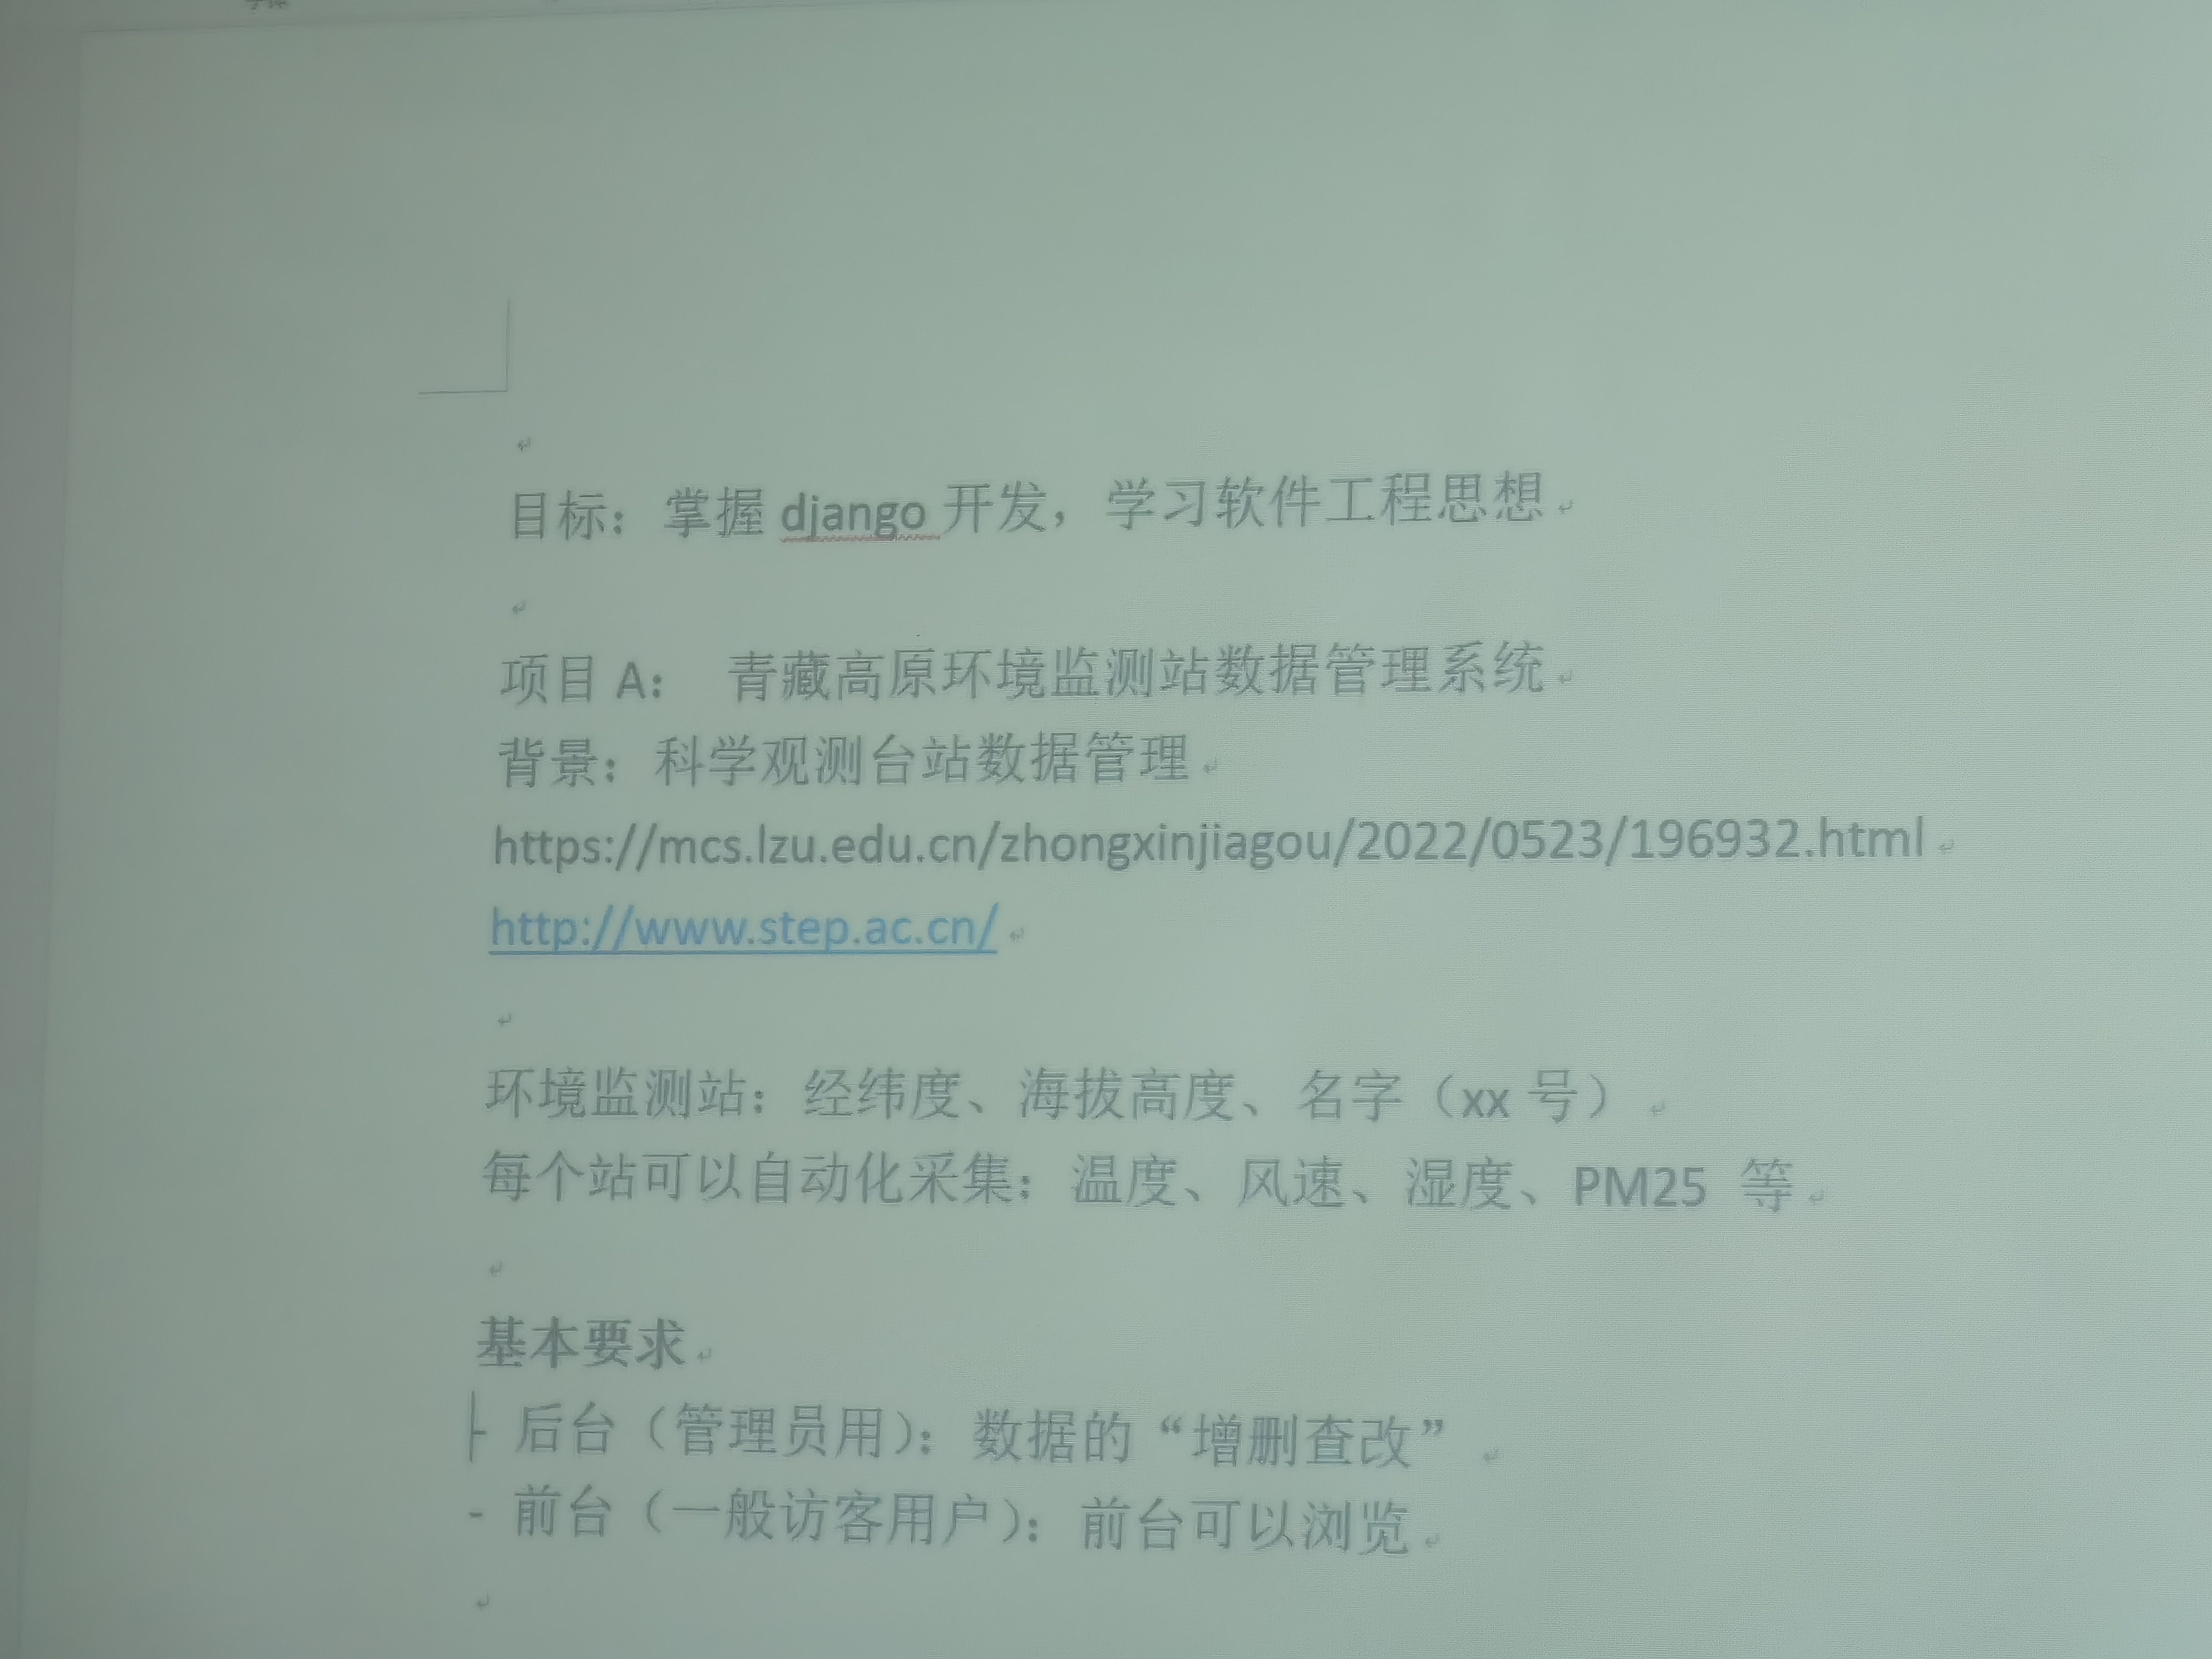 目标：掌握 django 开发，学习软件工程思想
项目 A： 青藏高原环境监测站数据管理系统
背景：科学观测台站数据管理
https://mcs.lzu.edu.cn/zhongxinjiagou/2022/0523/196932.html
http://www.step.ac.cn/
环境监测站：经纬度、海拔高度、名字（xx 号）
每个站可以自动化采集：温度、风速、湿度、PM25 等
基本要求
- 后台（管理员用）：数据的“增删查改”
- 前台（一般访客用户）：前台可以浏览